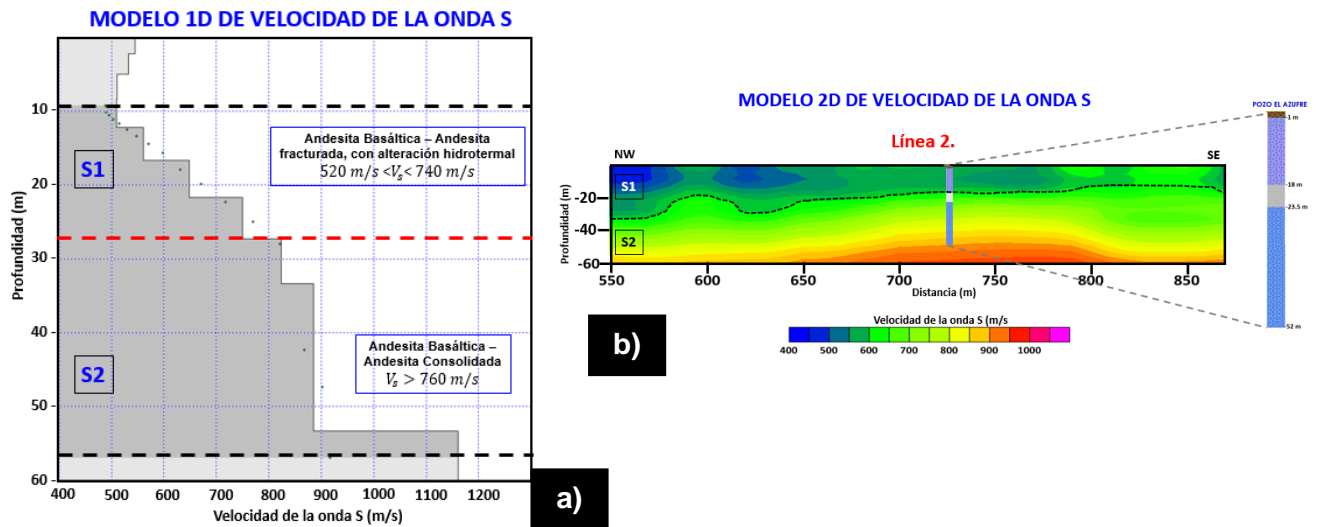 MODELO 1D DE VELOCIDAD DE LA ONDA S
10
20
30
40
50
60
Profundidad (m)
S1
S2
Andesita Basáltica – Andesita
fracturada, con alteración hidrotermal
520 m/s <Vs< 740 m/s
Andesita Basáltica –
Andesita Consolidada
Vs > 760 m/s
400 500 600 700 800 900 1000 1100 1200
Velocidad de la onda S (m/s)
a)
MODELO 2D DE VELOCIDAD DE LA ONDA S
Línea 2.
NW
SE
S1
S2
-20
-40
-60
Profundidad (m)
550 600 650 700 750 800 850
Distancia (m)
Velocidad de la onda S (m/s
400 500 600 700 800 900 1000
b)
POZO EL AZUFRE
-1 m
-18 m
-23.5 m
-52 m